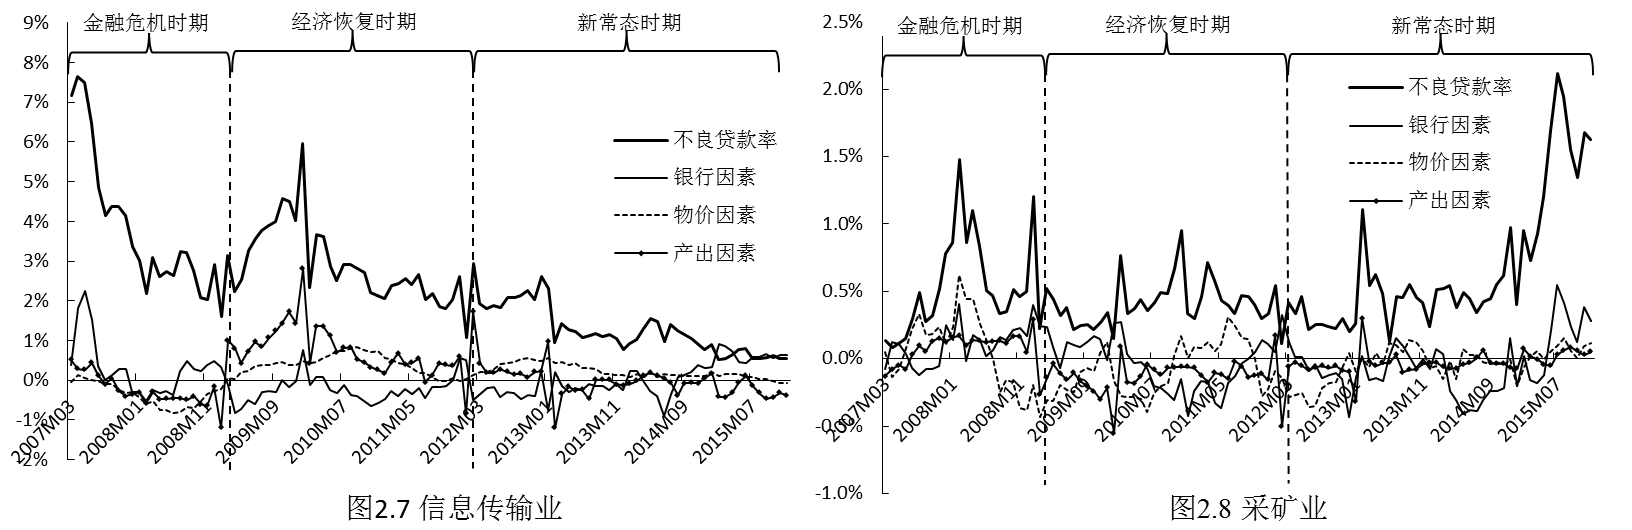 金融危机时期
经济恢复时期
新常态时期
9%
8%
7%
6%
5%
4%
3%
2%
1%
0%
-1%
-2%
不良贷款率
银行因素
物价因素
产出因素
2007M03
2008M01
2008M11
2009M09
2010M07
2011M05
2012M03
2013M01
2013M11
2014M09
2015M07
图2.7 信息传输业
金融危机时期
经济恢复时期
新常态时期
2.5%
2.0%
1.5%
1.0%
0.5%
0.0%
-0.5%
-1.0%
不良贷款率
银行因素
物价因素
产出因素
2007M03
2008M01
2008M11
2009M09
2010M07
2011M05
2012M03
2013M01
2013M11
2014M09
2015M07
图2.8 采矿业